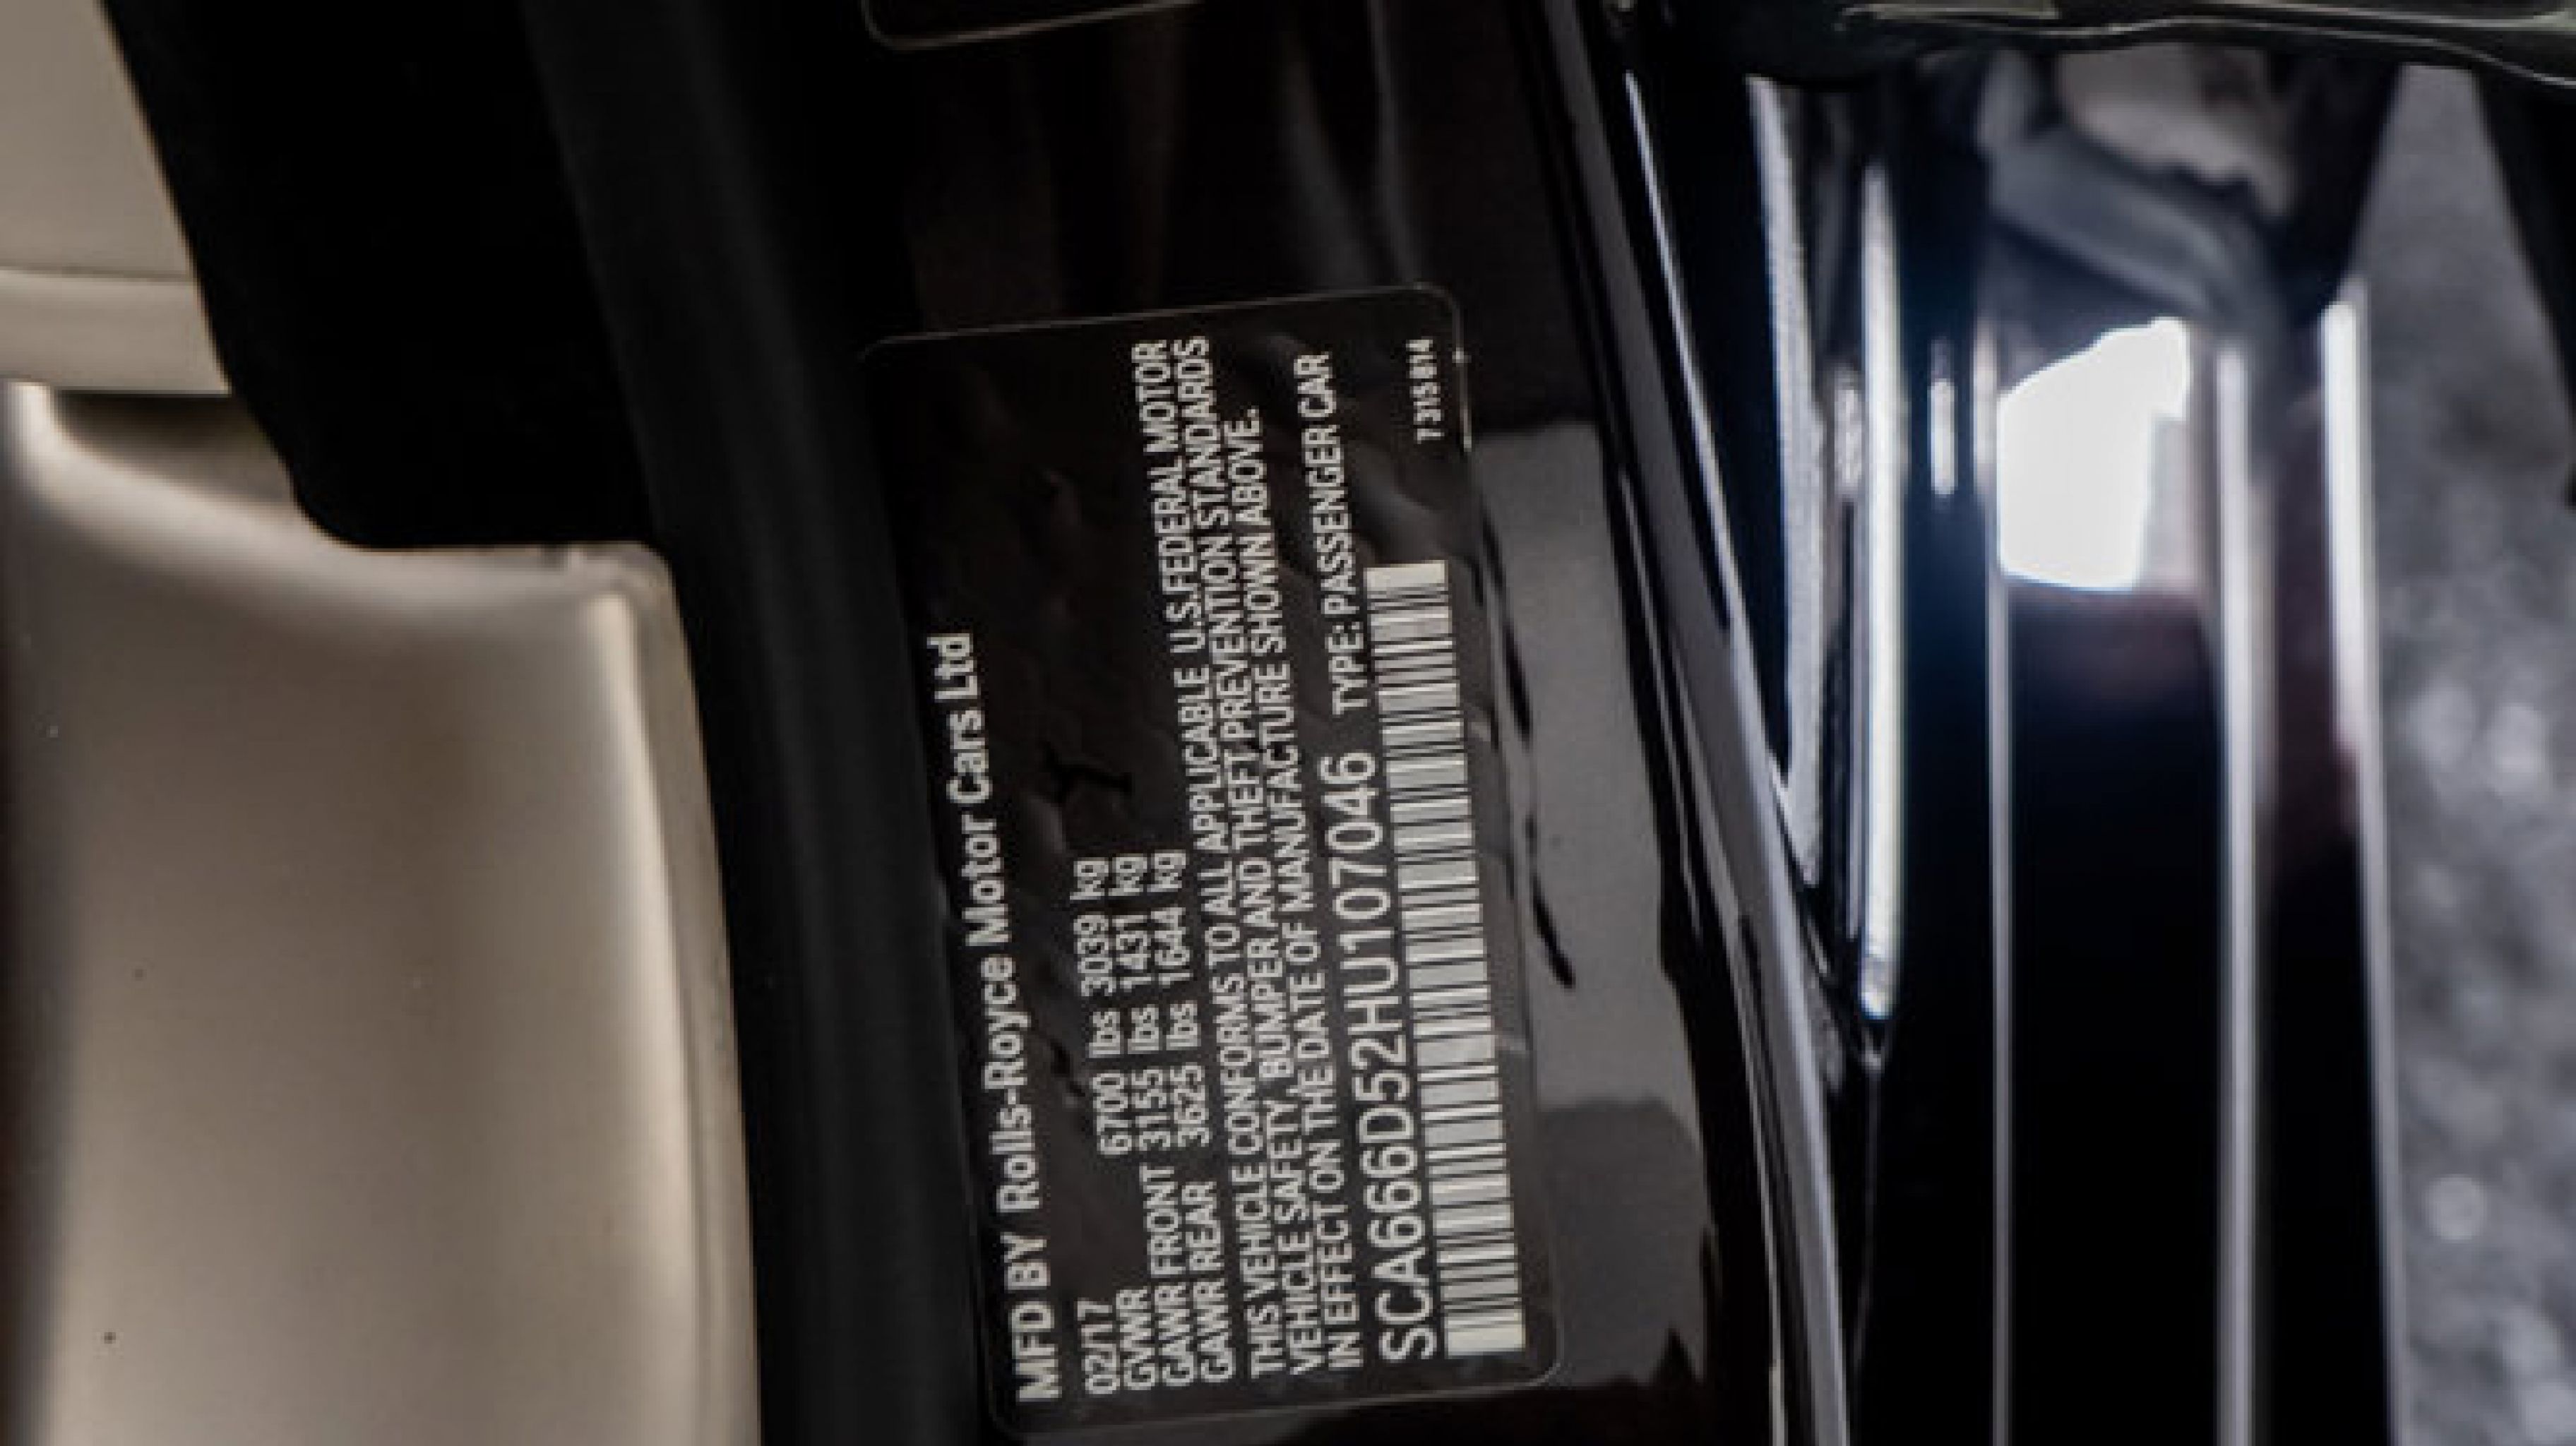 MFD BY Rolls-Royce Motor Cars Ltd
02/17
GVWR 6700 lbs 3039 kg
GAWR FRONT 3155 lbs 1431 kg
GAWR REAR 3625 lbs 1644 kg
THIS VEHICLE CONFORMS TO ALL APPLICABLE U.S.FEDERAL MOTOR
VEHICLE SAFETY, BUMPER AND THEFT PREVENTION STANDARDS
IN EFFECT ON THE DATE OF MANUFACTURE SHOWN ABOVE.
SCA666D52HU107046 TYPE: PASSENGER CAR
7315814